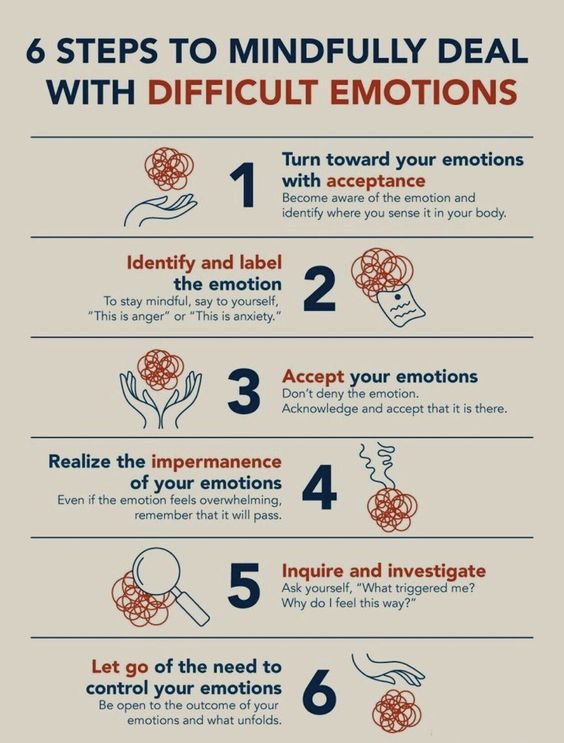 6 STEPS TO MINDFULLY DEAL
WITH DIFFICULT EMOTIONS
1
Turn toward your emotions
with acceptance
Become aware of the emotion and
identify where you sense it in your body.
Identify and label
the emotion
To stay mindful, say to yourself,
“This is anger” or “This is anxiety.”
2
3
Accept your emotions
Don’t deny the emotion.
Acknowledge and accept that it is there.
Realize the impermanence
of your emotions
Even if the emotion feels overwhelming,
remember that it will pass.
4
5
Inquire and investigate
Ask yourself, “What triggered me?
Why do I feel this way?”
Let go of the need to
control your emotions
Be open to the outcome of your
emotions and what unfolds.
6